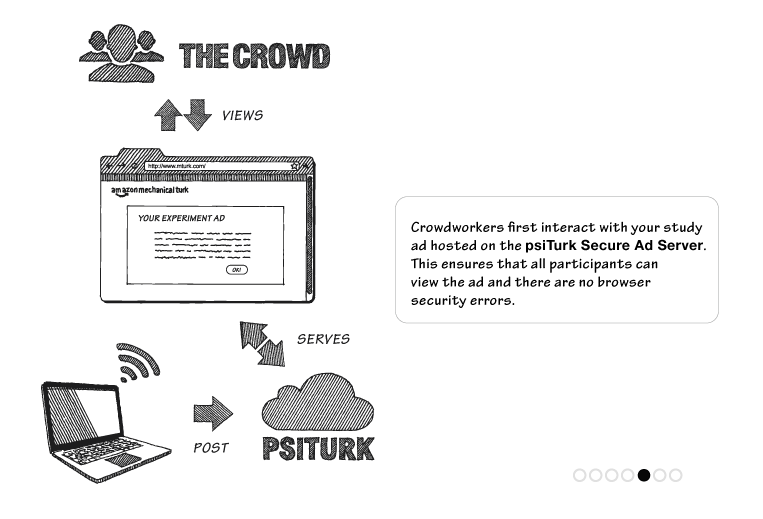 THE CROWD
VIEWS
http://www.mturk.com/
amazon mechanical turk
YOUR EXPERIMENT AD
OK!
Crowdworkers first interact with your study
ad hosted on the psiTurk Secure Ad Server.
This ensures that all participants can
view the ad and there are no browser
security errors.
SERVES
POST
PSITURK